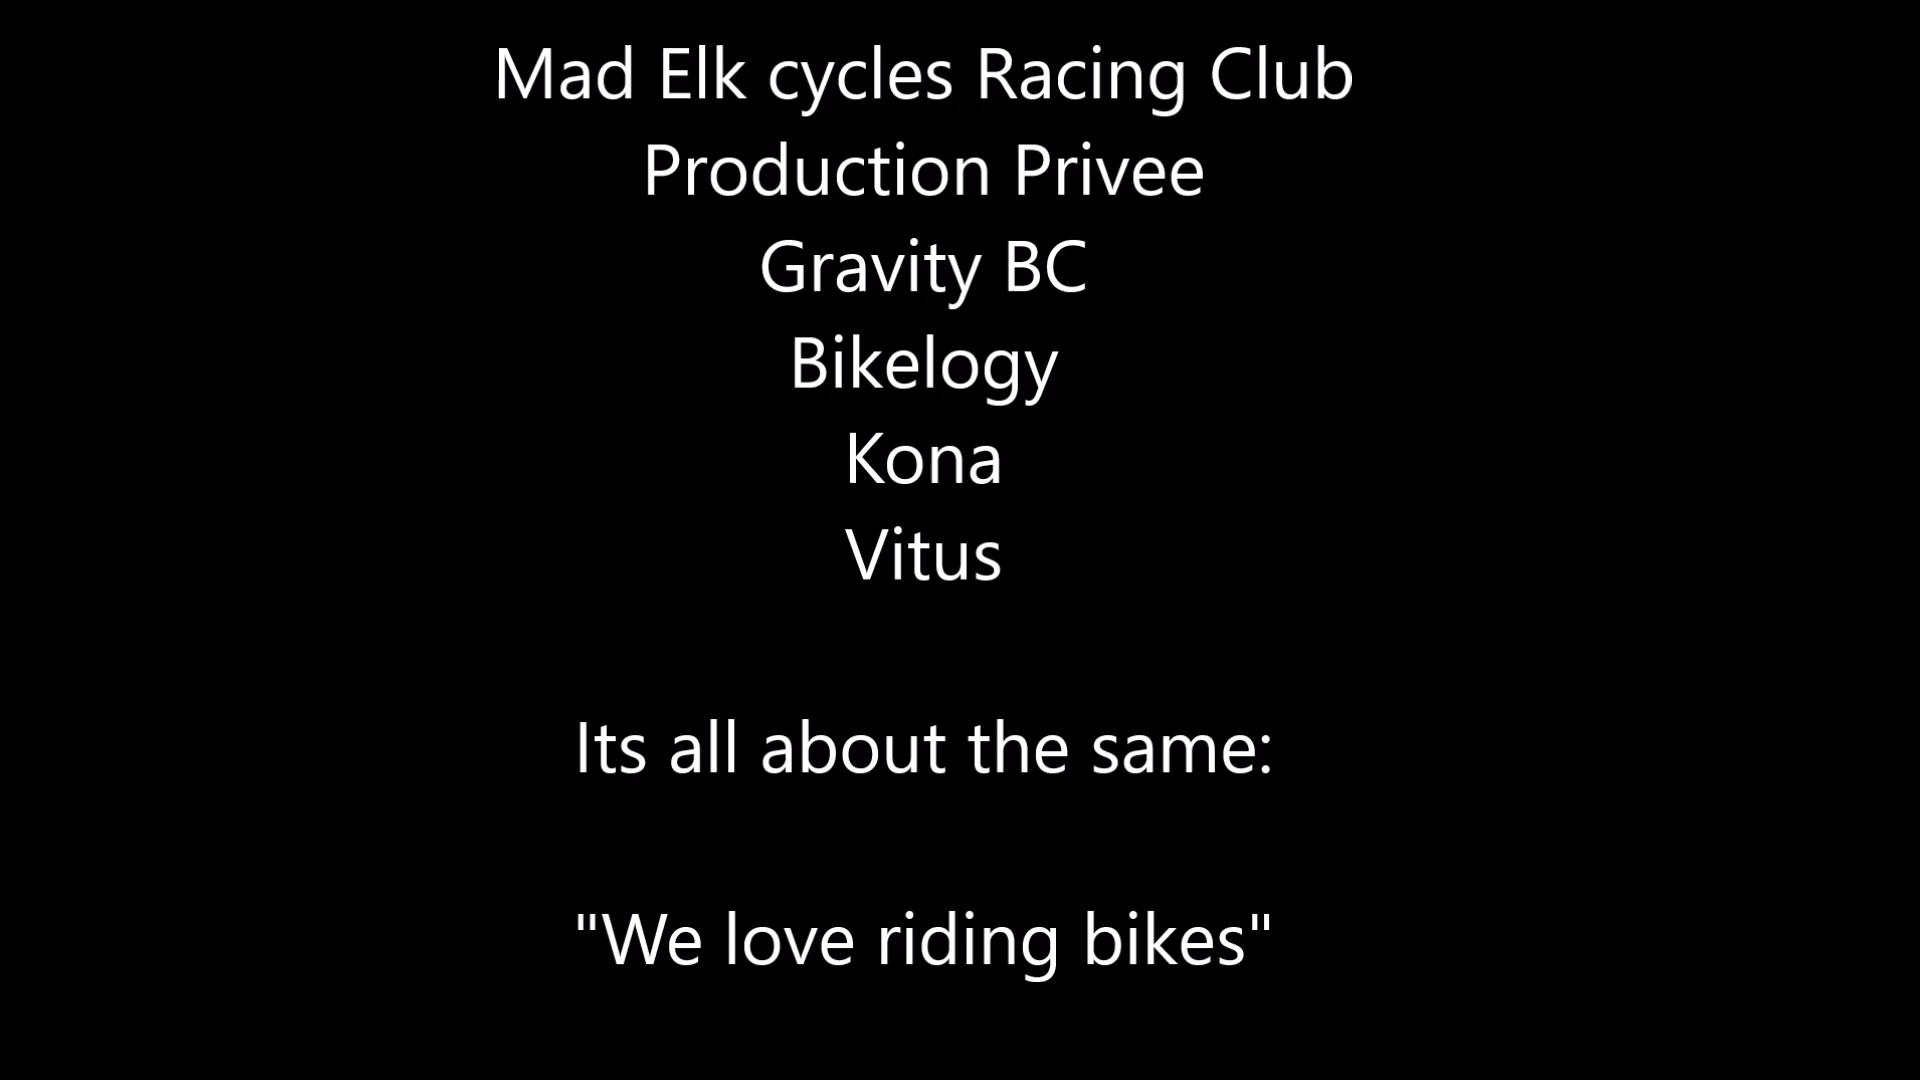 Mad Elk cycles Racing Club
Production Privee
Gravity BC
Bikelogy
Kona
Vitus
Its all about the same:
"We love riding bikes"